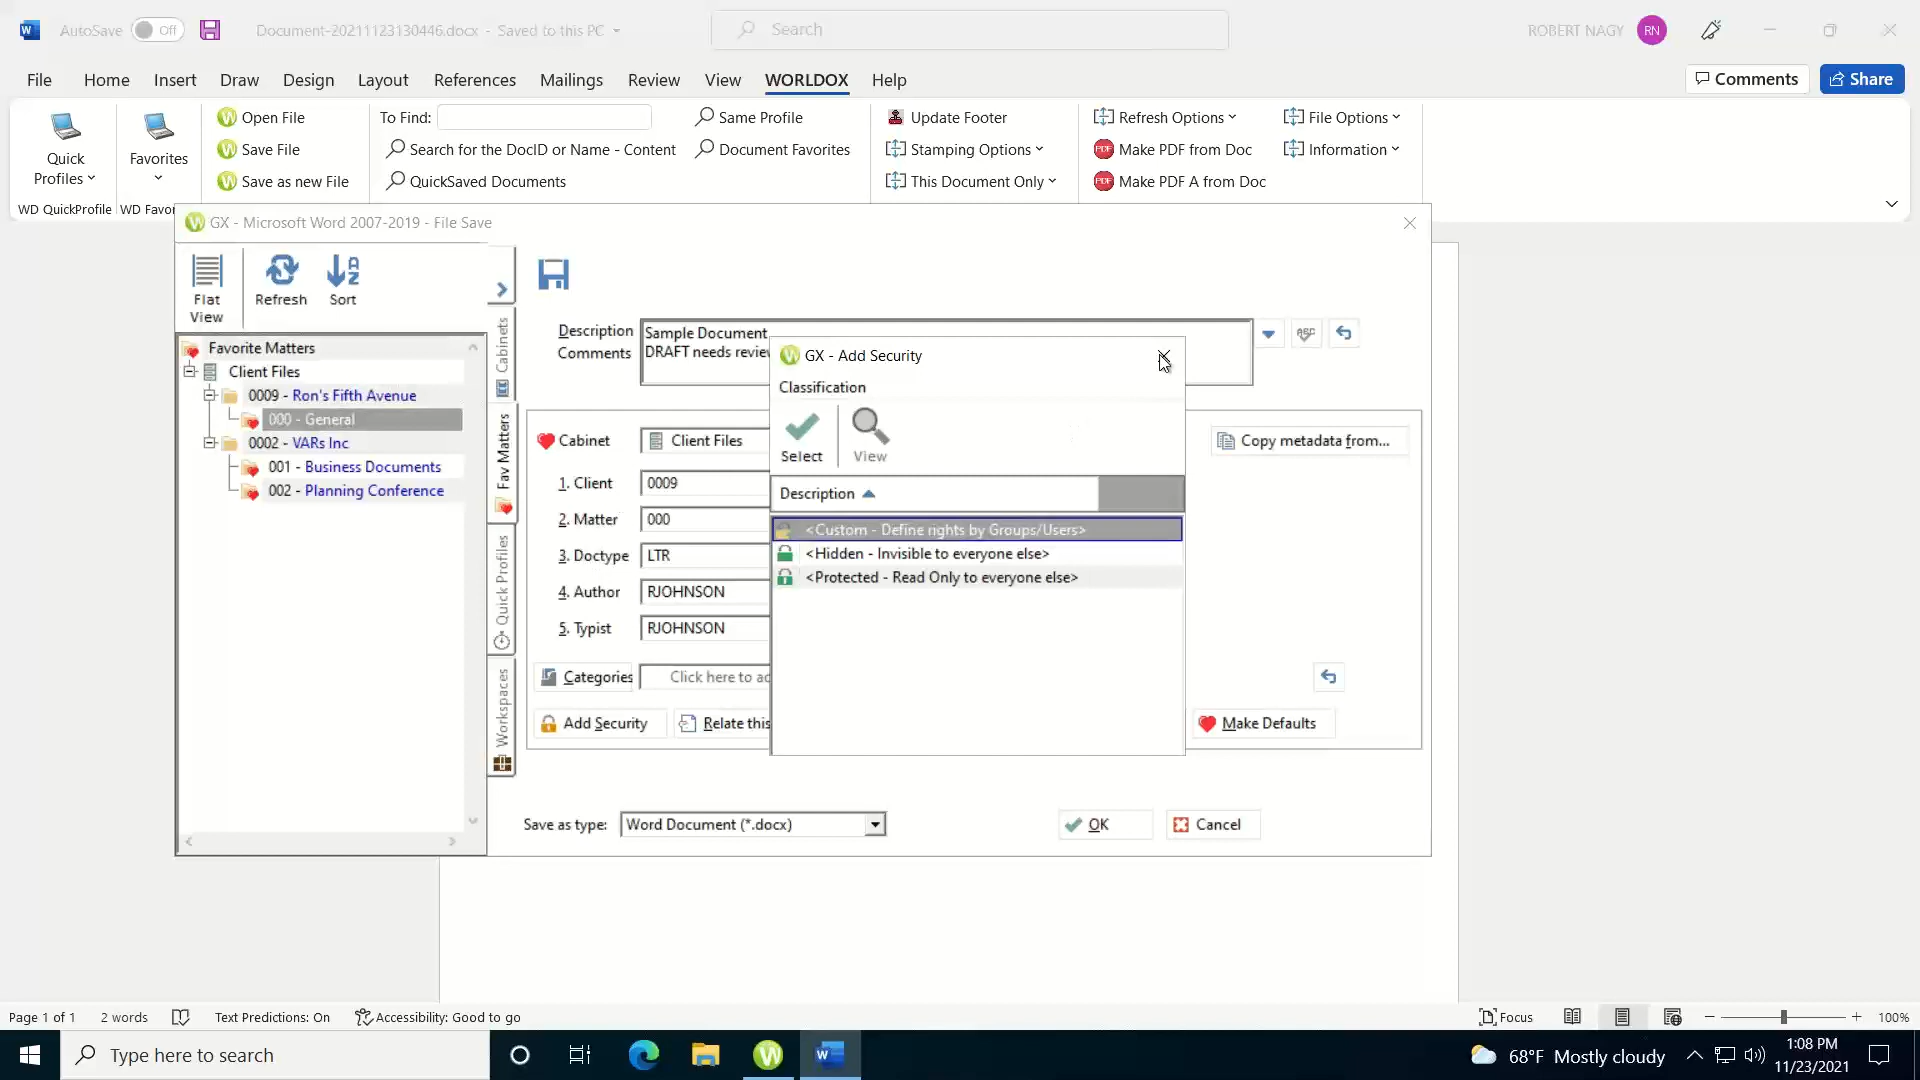 AutoSave Off Document-20211123130446.docx - Saved to this PC Search ROBERT NAGY RN
File Home Insert Draw Design Layout References Mailings Review View WORLDOX Help Comments Share
Quick Profiles
WD QuickProfile
Favorites
WD Favor
Open File
Save File
Save as new File
To Find:
Search for the DocID or Name - Content
QuickSaved Documents
Same Profile
Document Favorites
Update Footer
Stamping Options
This Document Only
Refresh Options
Make PDF from Doc
Make PDF A from Doc
File Options
Information
GX - Microsoft Word 2007-2019 - File Save
Flat View
Refresh
Sort
Favorite Matters
Client Files
0009 - Ron's Fifth Avenue
000 - General
0002 - VARs Inc
001 - Business Documents
002 - Planning Conference
Cabinets
Fav Matters
Quick Profiles
Workspaces
Description
Comments
Sample Document
DRAFT needs review
Cabinet Client Files
1. Client 0009
2. Matter 000
3. Doctype LTR
4. Author RJOHNSON
5. Typist RJOHNSON
Categories Click here to ad
Add Security Relate this
Copy metadata from...
Make Defaults
GX - Add Security
Classification
Select View
Description
<Custom - Define rights by Groups/Users>
<Hidden - Invisible to everyone else>
<Protected - Read Only to everyone else>
Save as type: Word Document (*.docx) OK Cancel
Page 1 of 1 2 words Text Predictions: On Accessibility: Good to go Focus 100%
Type here to search 68°F Mostly cloudy 1:08 PM
11/23/2021